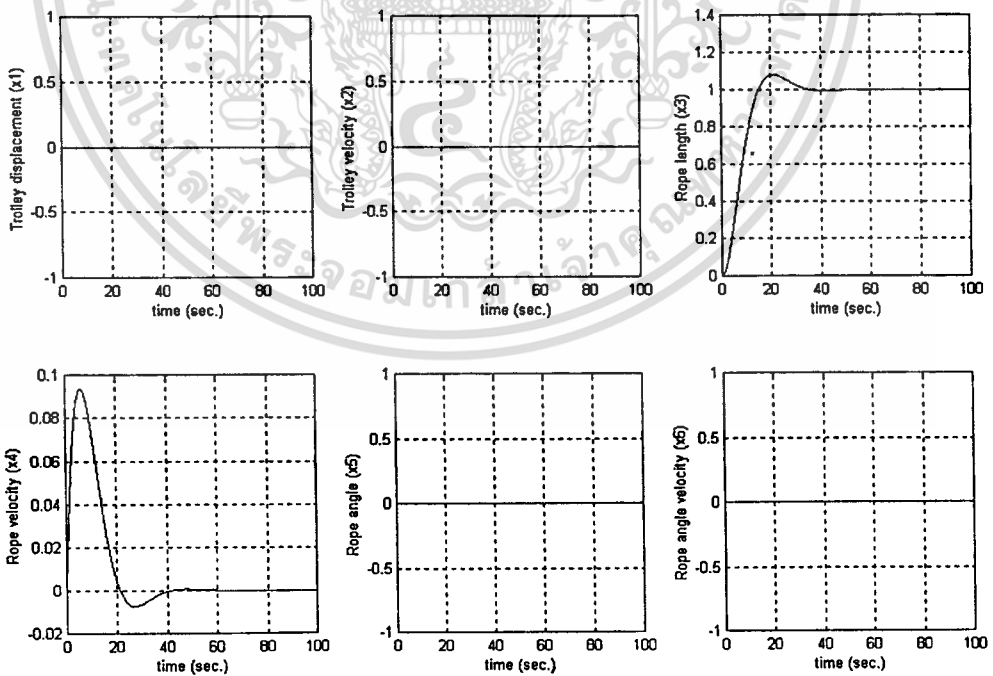 Trolley displacement (x1)
1
0.5
0
-0.5
-1
0 20 40 60 80 100
time (sec.)
Trolley velocity (x2)
1
0.5
0
-0.5
-1
0 20 40 60 80 100
time (sec.)
Rope length (x3)
1.4
1.2
1
0.8
0.6
0.4
0.2
0
0 20 40 60 80 100
time (sec.)
Rope velocity (x4)
0.1
0.08
0.06
0.04
0.02
0
-0.02
0 20 40 60 80 100
time (sec.)
Rope angle (x5)
1
0.5
0
-0.5
-1
0 20 40 60 80 100
time (sec.)
Rope angle velocity (x6)
1
0.5
0
-0.5
-1
0 20 40 60 80 100
time (sec.)